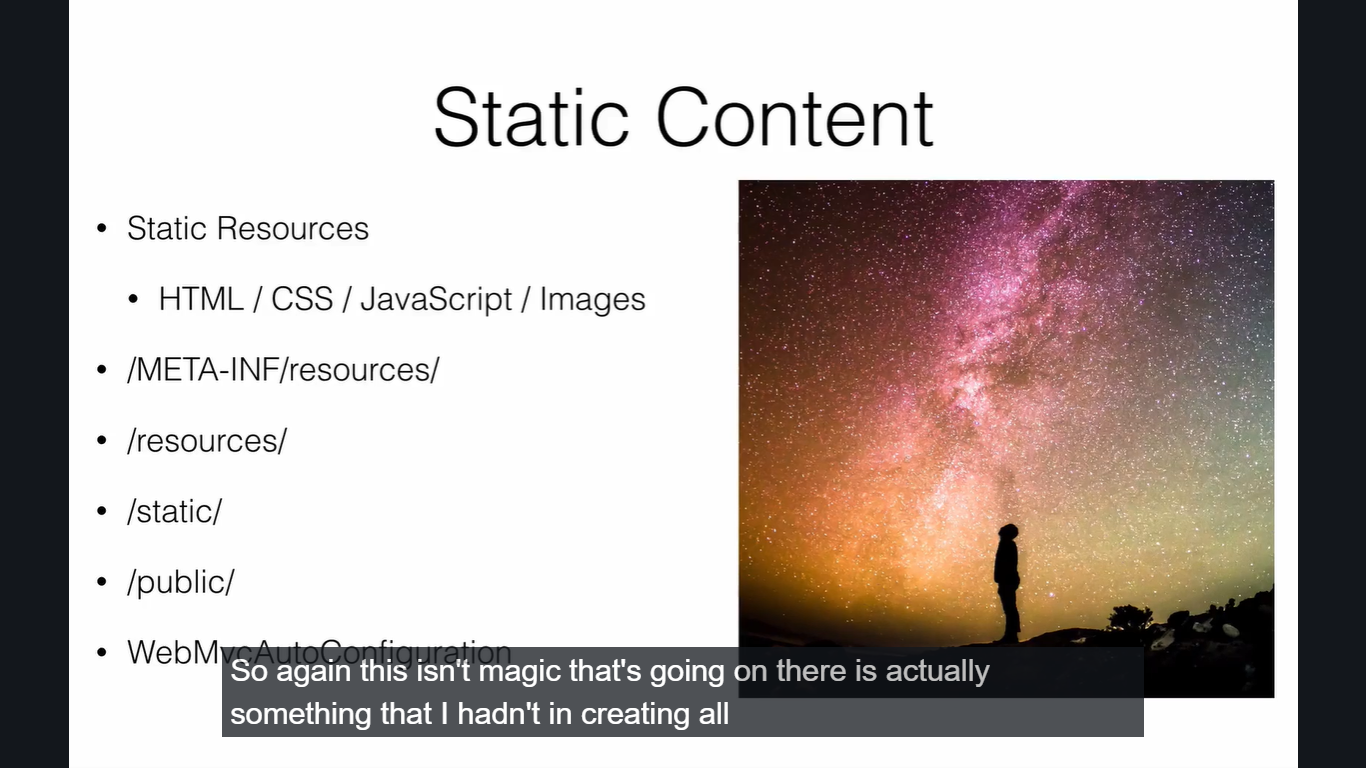 Static Content
• Static Resources
• HTML / CSS / JavaScript / Images
• /META-INF/resources/
• /resources/
• /static/
• /public/
• WebMvcAutoConfiguration
So again this isn't magic that's going on there is actually
something that I hadn't in creating all